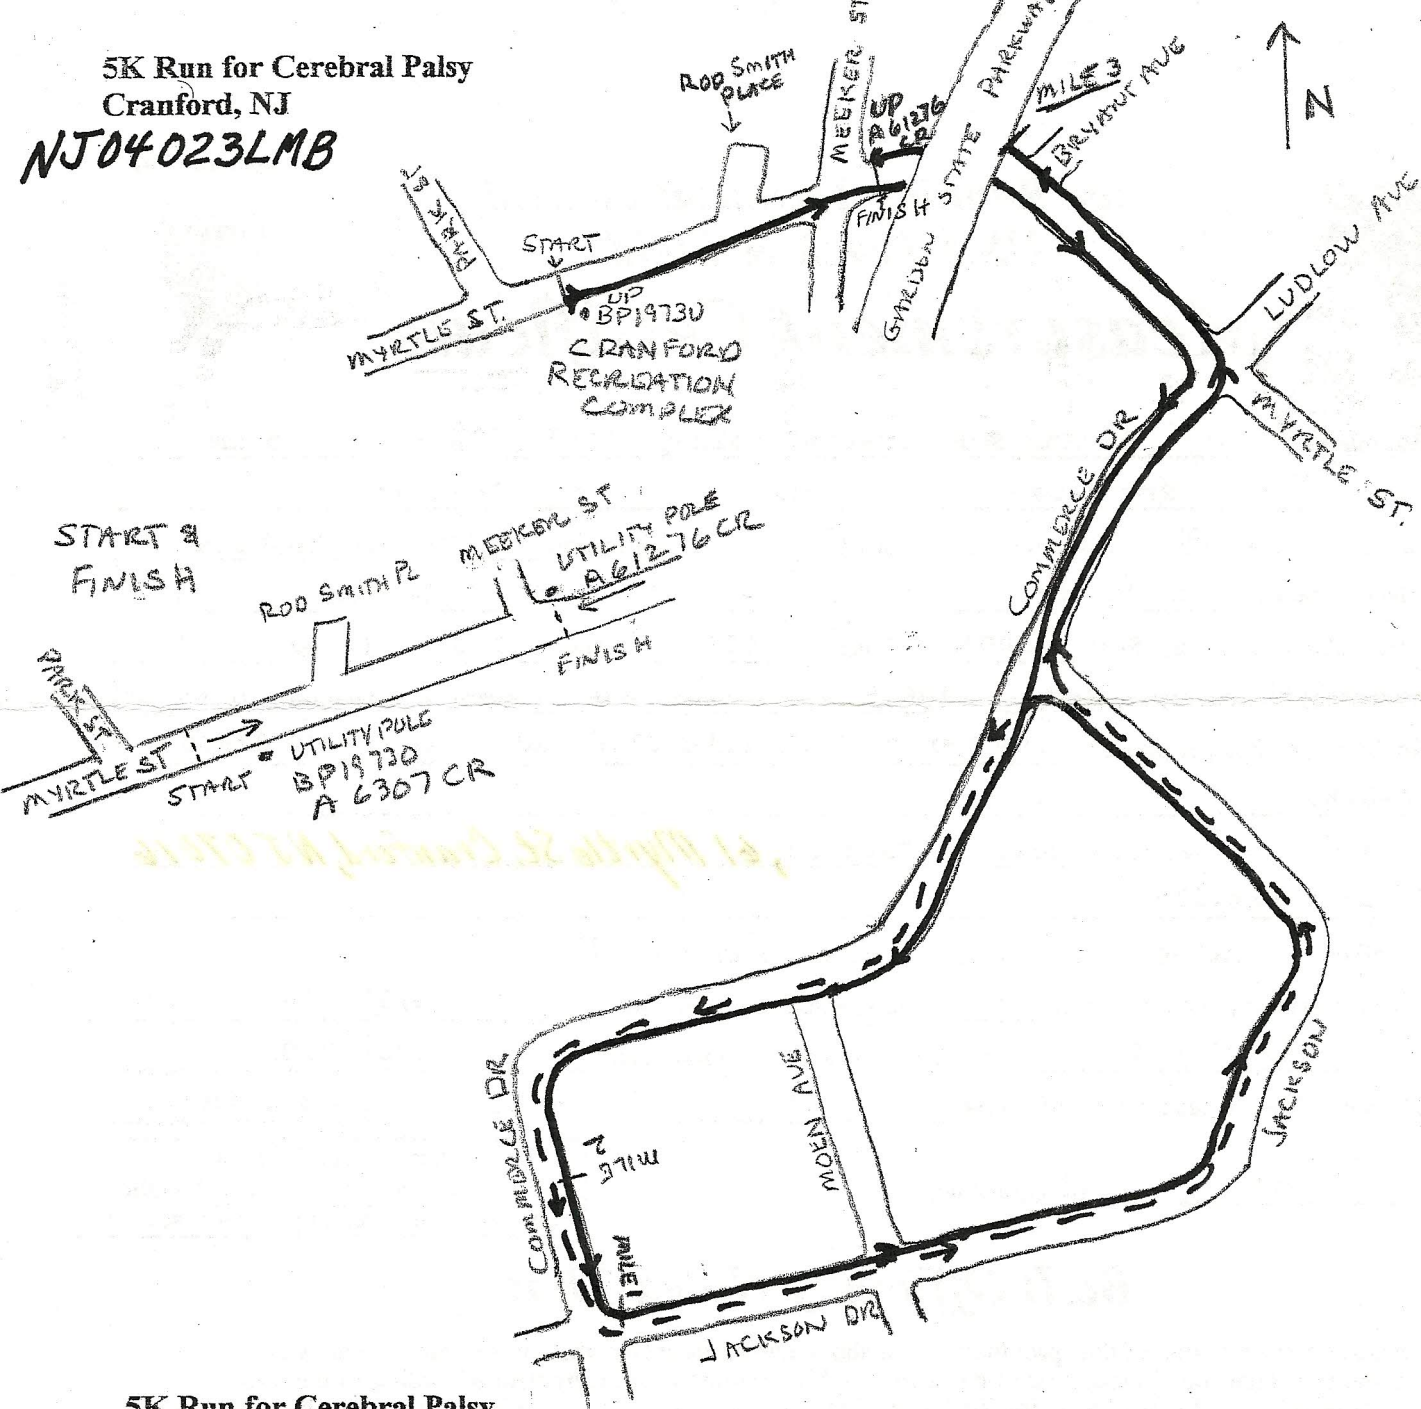 5K Run for Cerebral Palsy
Cranford, NJ
NJ04023LMB
PARK ST
START
MYRTLE ST.
UP
BP19730
CRANFORD
RECREATION
COMPLEX
ROD SMITH
PLACE
MEEKER ST
UP
A61276
CR
FINISH
GARDEN STATE PARKWAY
MILE 3
BRYANT AVE
N
LUDLOW AVE
MYRTLE ST.
COMMERCE DR
START &
FINISH
ROD SMITH PL
MEEKER ST.
UTILITY POLE
A61276CR
FINISH
PARK ST.
MYRTLE ST
START
UTILITY POLE
BP19730
A 6307 CR
COMMERCE DR
MILE
2
MILE 1
MOEN AVE
JACKSON
JACKSON DR
5K Run for Cerebral Palsy